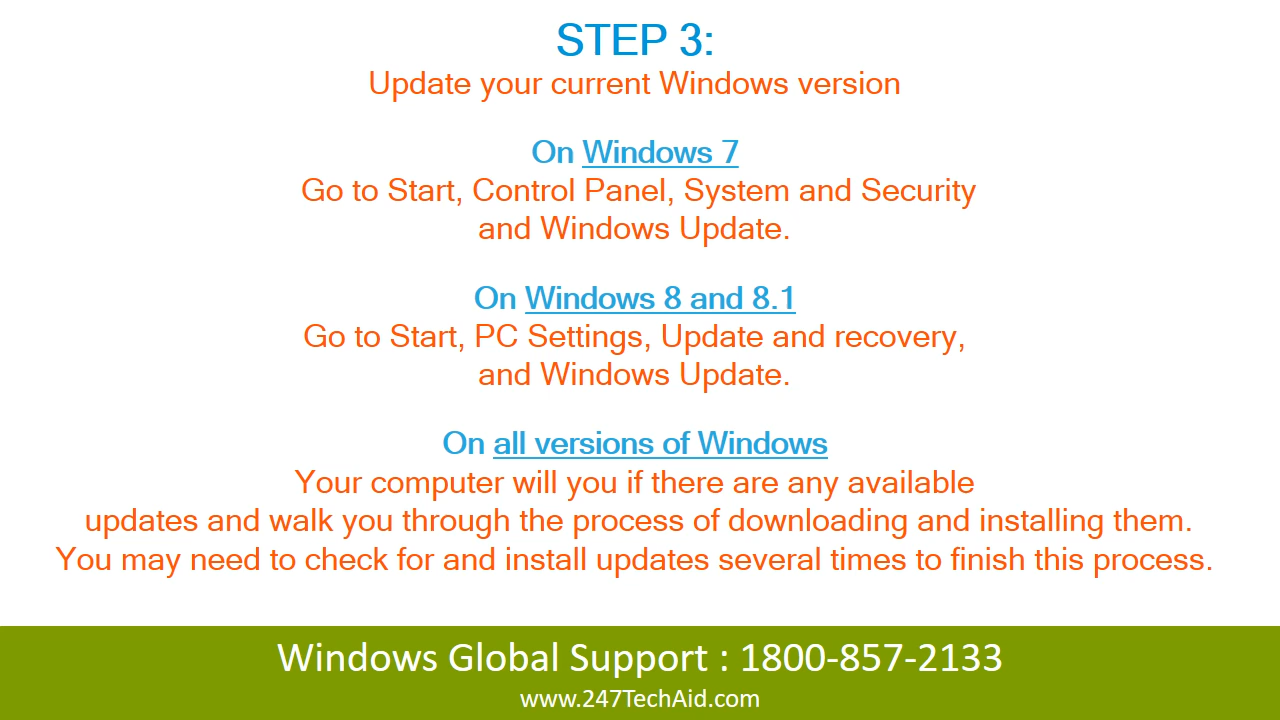 STEP 3:
Update your current Windows version
On Windows 7
Go to Start, Control Panel, System and Security
and Windows Update.
On Windows 8 and 8.1
Go to Start, PC Settings, Update and recovery,
and Windows Update.
On all versions of Windows
Your computer will you if there are any available
updates and walk you through the process of downloading and installing them.
You may need to check for and install updates several times to finish this process.
Windows Global Support : 1800-857-2133
www.247TechAid.com